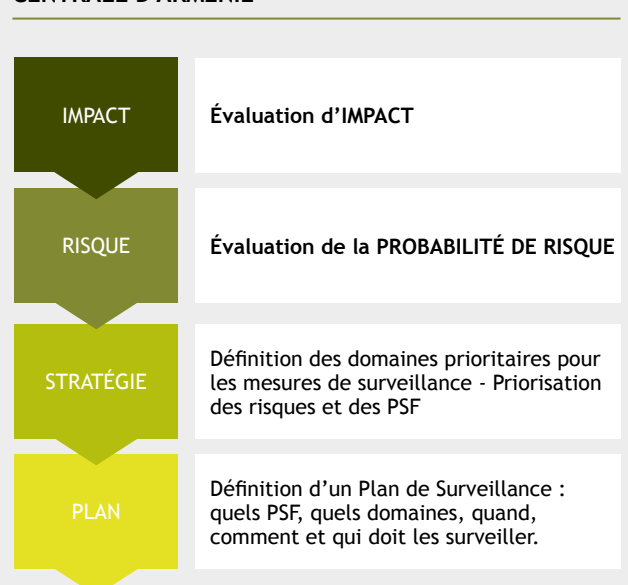 CENTRALE D'ARMÉNIE
IMPACT
Évaluation d’IMPACT
RISQUE
Évaluation de la PROBABILITÉ DE RISQUE
STRATÉGIE
Définition des domaines prioritaires pour
les mesures de surveillance - Priorisation
des risques et des PSF
PLAN
Définition d’un Plan de Surveillance :
quels PSF, quels domaines, quand,
comment et qui doit les surveiller.